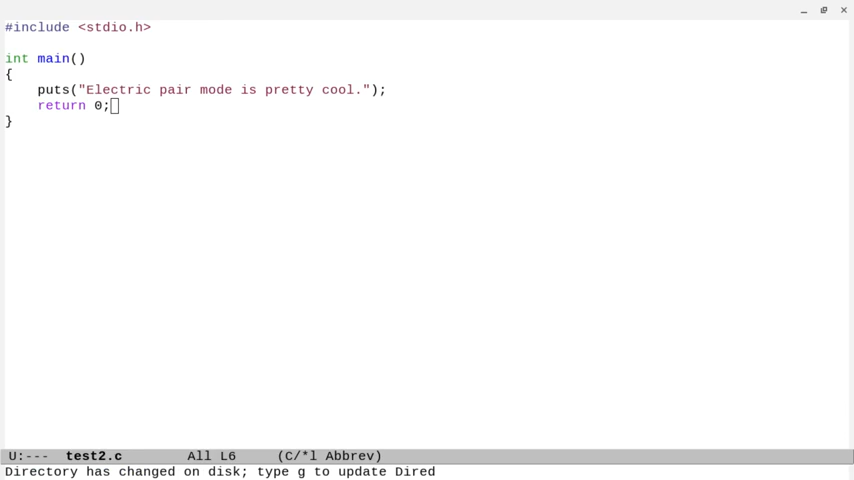 #include <stdio.h>
int main()
{
    puts("Electric pair mode is pretty cool.");
    return 0;
}
U:---  test2.c        All L6     (C/*l Abbrev)
Directory has changed on disk; type g to update Dired